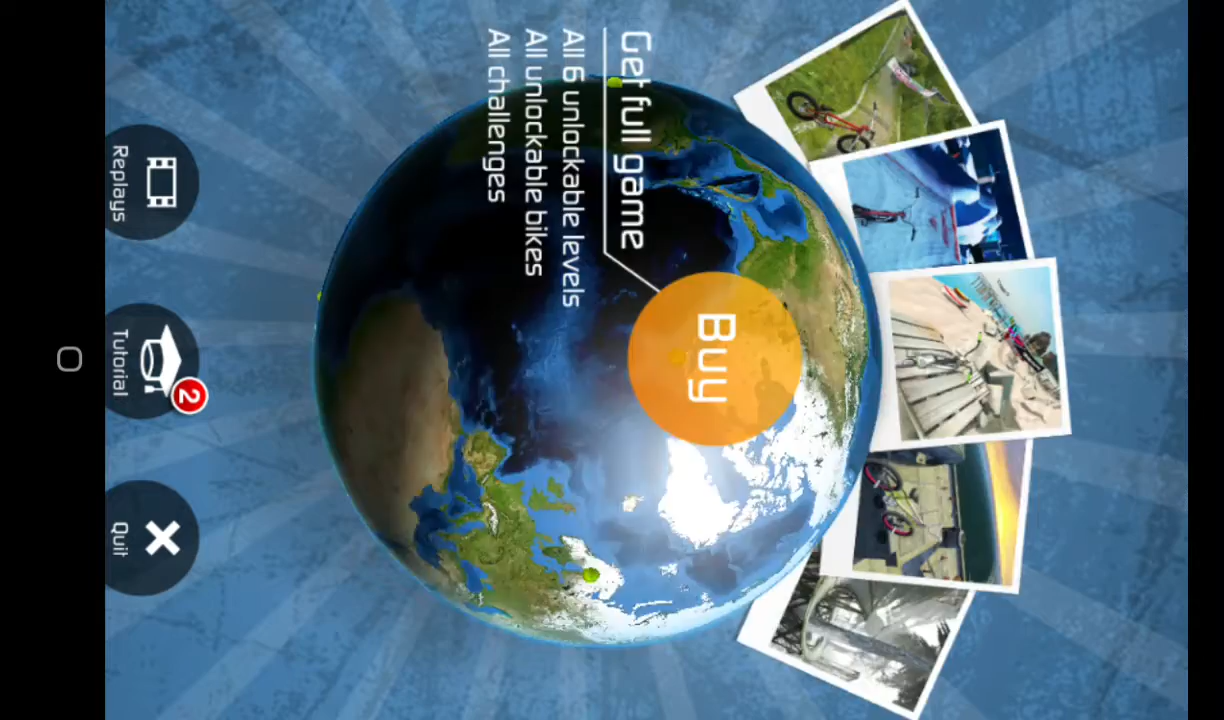 Get full game
All 6 unlockable levels
All unlockable bikes
All challenges
Buy
Replays
Tutorial
2
Quit